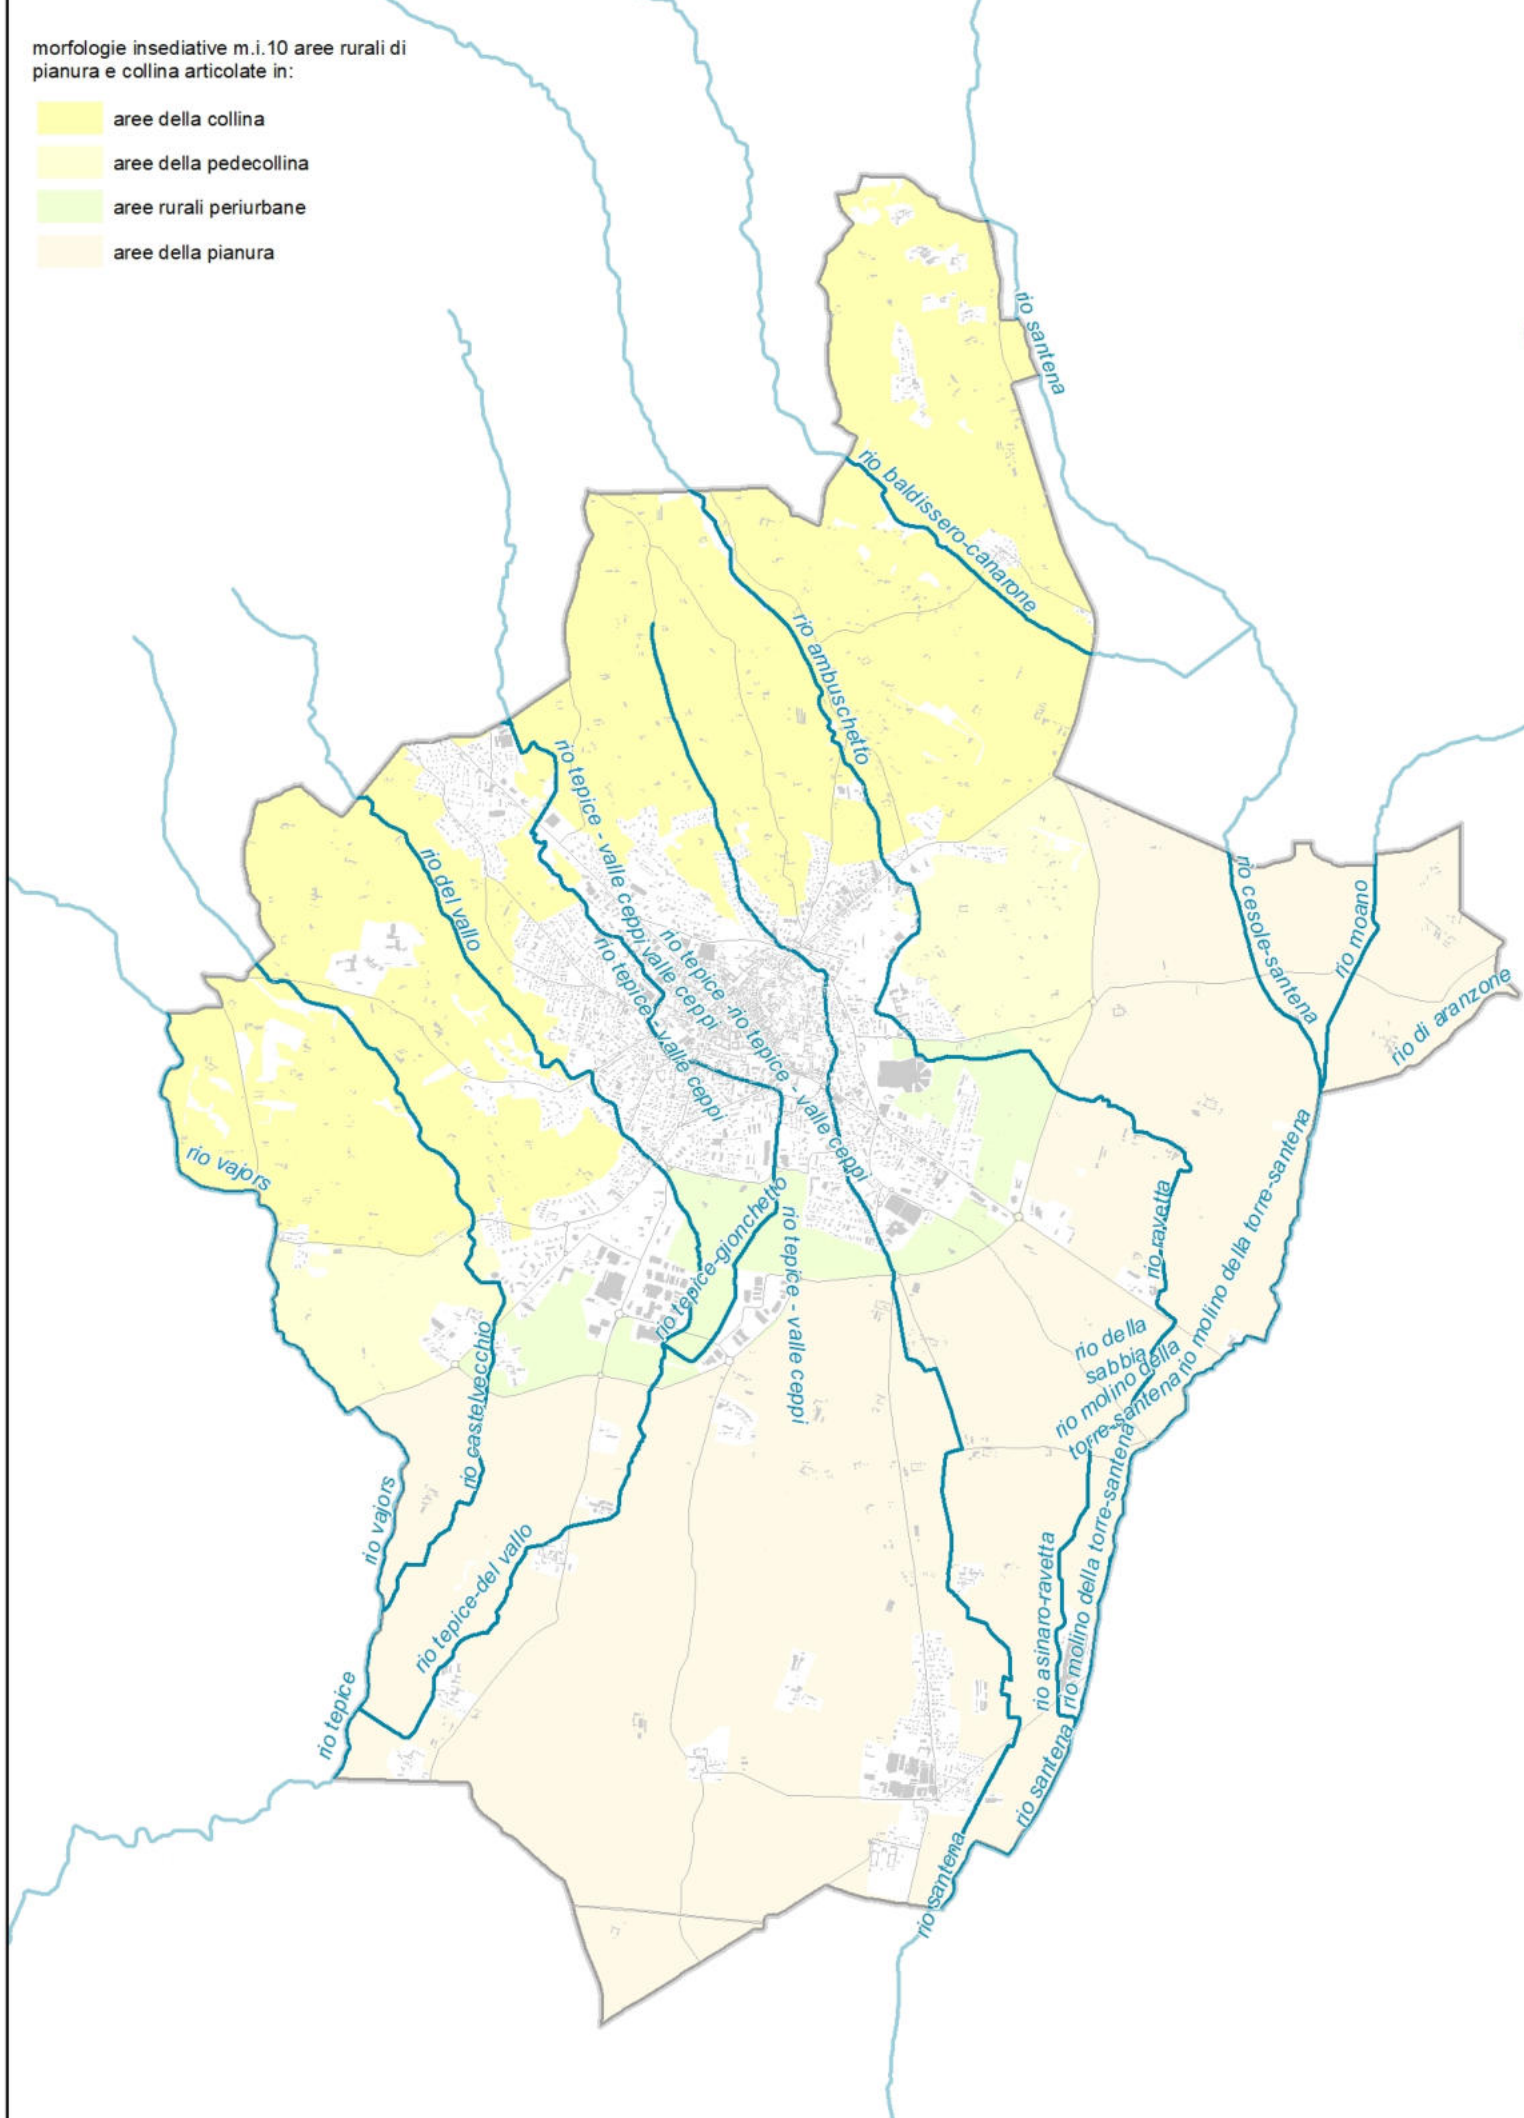 morfologie insediative m.i.10 aree rurali di
pianura e collina articolate in:
aree della collina
aree della pedecollina
aree rurali periurbane
aree della pianura
rio santena
rio baldissero-canarone
rio ambuschetto
rio tepice - valle ceppi
rio del vallo
valle ceppi
rio tepice -
rio tepice - valle ceppi
rio tepice - valle ceppi
rio cesole-santena
rio moano
rio di aranzone
rio vajors
rio ravetta
rio molino della torre-santena
rio tepice-gionchetto
rio tepice - valle ceppi
rio della
sabbia
rio molino della
torre-santena
rio castelvecchio
rio vajors
rio tepice-del vallo
rio asinaro-ravetta
rio molino della torre-santena
rio tepice
rio santena
rio santena